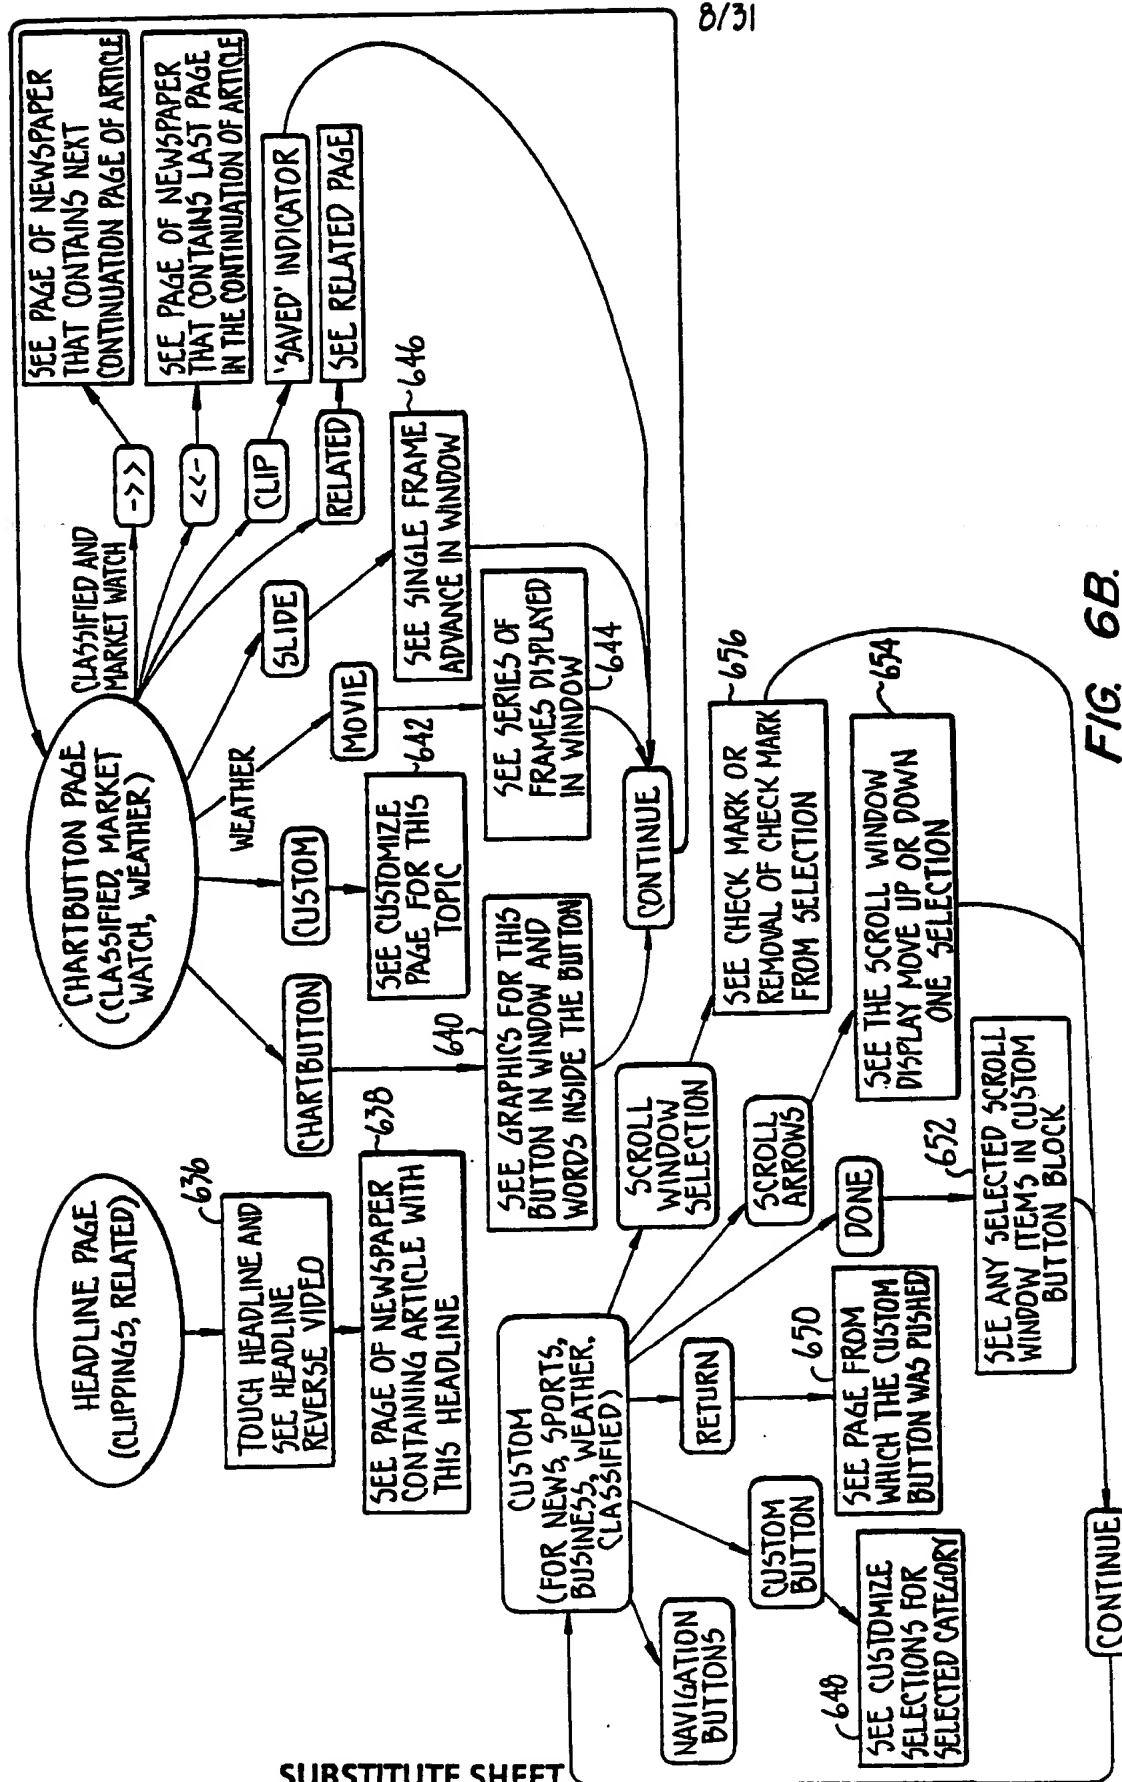 8/31
HEADLINE PAGE
(CLIPPINGS, RELATED)
636
TOUCH HEADLINE AND
SEE HEADLINE
REVERSE VIDEO
638
SEE PAGE OF NEWSPAPER
CONTAINING ARTICLE WITH
THIS HEADLINE
CHARTBUTTON PAGE
(CLASSIFIED, MARKET
WATCH, WEATHER)
CHARTBUTTON
640
SEE GRAPHICS FOR THIS
BUTTON IN WINDOW AND
WORDS INSIDE THE BUTTON
CUSTOM
642
SEE CUSTOMIZE
PAGE FOR THIS
TOPIC
WEATHER
MOVIE
SEE SERIES OF
FRAMES DISPLAYED
IN WINDOW
644
SLIDE
646
SEE SINGLE FRAME
ADVANCE IN WINDOW
CLASSIFIED AND
MARKET WATCH
->>
<<-
CLIP
RELATED
SEE PAGE OF NEWSPAPER
THAT CONTAINS NEXT
CONTINUATION PAGE OF ARTICLE
SEE PAGE OF NEWSPAPER
THAT CONTAINS LAST PAGE
IN THE CONTINUATION OF ARTICLE
'SAVED' INDICATOR
SEE RELATED PAGE
CONTINUE
CUSTOM
(FOR NEWS, SPORTS,
BUSINESS, WEATHER.
CLASSIFIED)
NAVIGATION
BUTTONS
CUSTOM
BUTTON
648
SEE CUSTOMIZE
SELECTIONS FOR
SELECTED CATEGORY
RETURN
650
SEE PAGE FROM
WHICH THE CUSTOM
BUTTON WAS PUSHED
DONE
652
SEE ANY SELECTED SCROLL
WINDOW ITEMS IN CUSTOM
BUTTON BLOCK
SCROLL
ARROWS
654
SEE THE SCROLL WINDOW
DISPLAY MOVE UP OR DOWN
ONE SELECTION
SCROLL
WINDOW
SELECTION
656
SEE CHECK MARK OR
REMOVAL OF CHECK MARK
FROM SELECTION
CONTINUE
FIG. 6B.
SUBSTITUTE SHEET